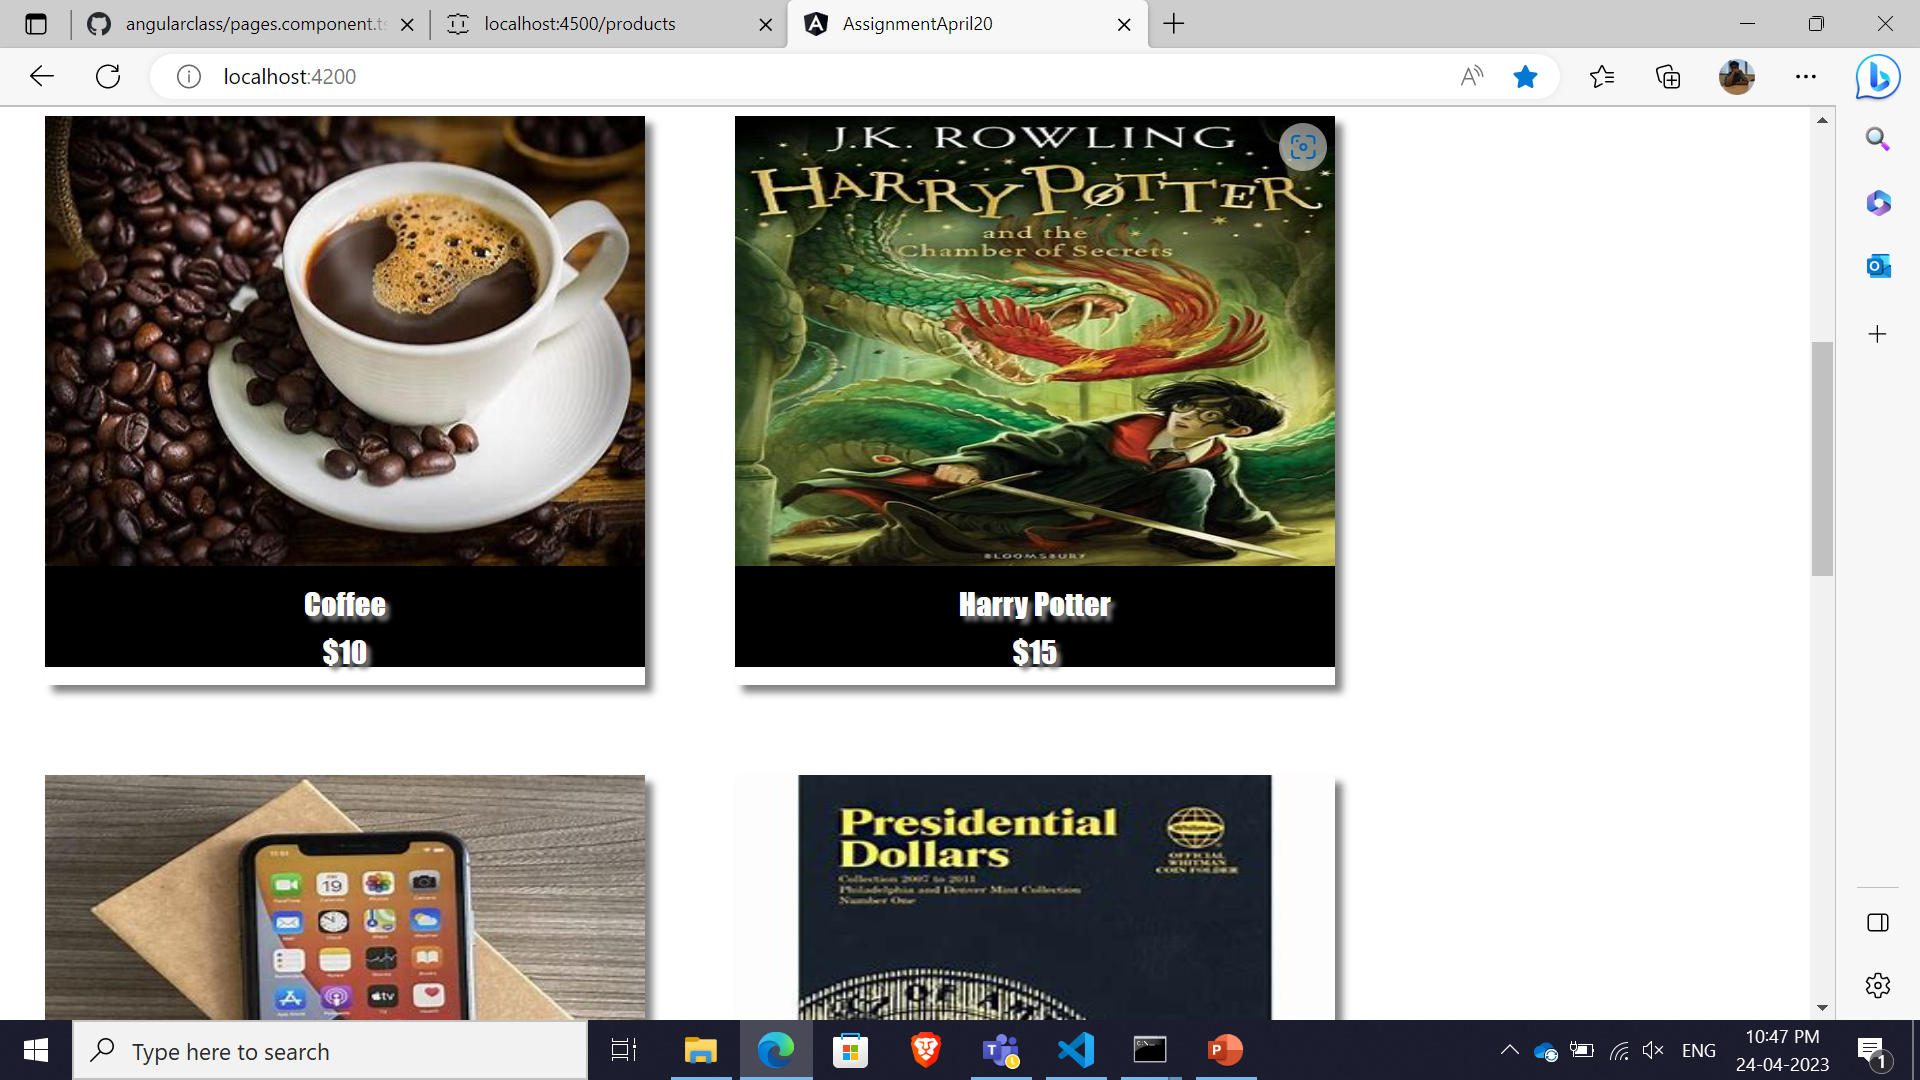 angularclass/pages.component.ts
localhost:4500/products
AssignmentApril20
localhost:4200
J.K. ROWLING
HARRY POTTER
and the
Chamber of Secrets
BLOOMSBURY
Coffee
$10
Harry Potter
$15
Presidential
Dollars
Collection 2007 to 2011
Philadelphia and Denver Mint Collection
Number One
OFFICIAL
WHITMAN
COIN FOLDER
19
tv
Type here to search
ENG
10:47 PM
24-04-2023
1